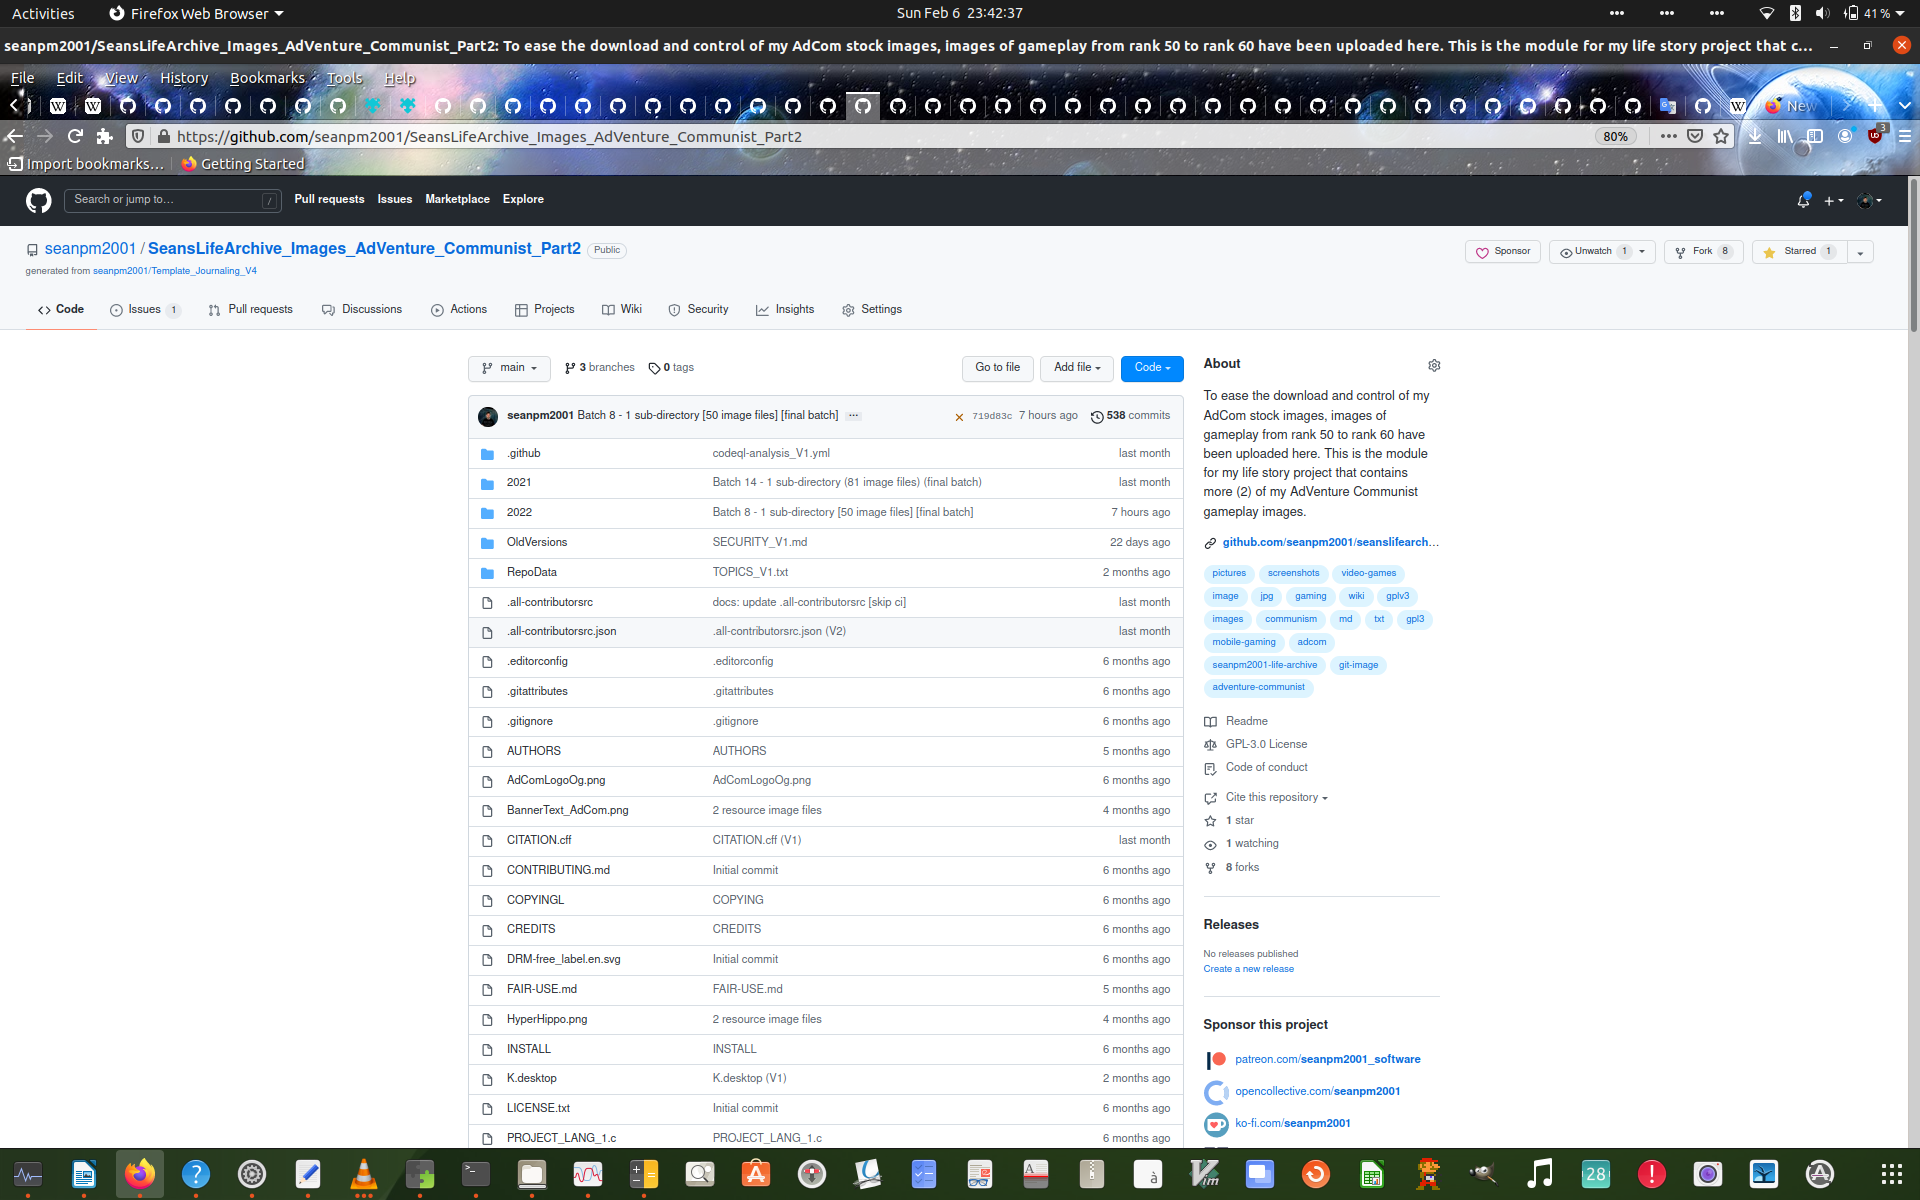 Activities Firefox Web Browser Sun Feb 6 23:42:37 41 %
seanpm2001/SeansLifeArchive_Images_AdVenture_Communist_Part2: To ease the download and control of my AdCom stock images, images of gameplay from rank 50 to rank 60 have been uploaded here. This is the module for my life story project that c...
File Edit View History Bookmarks Tools Help
New
https://github.com/seanpm2001/SeansLifeArchive_Images_AdVenture_Communist_Part2 80% 3
Import bookmarks... Getting Started
Search or jump to... / Pull requests Issues Marketplace Explore
seanpm2001 / SeansLifeArchive_Images_AdVenture_Communist_Part2 Public Sponsor Unwatch 1 Fork 8 Starred 1
generated from seanpm2001/Template_Journaling_V4
Code Issues 1 Pull requests Discussions Actions Projects Wiki Security Insights Settings
main 3 branches 0 tags Go to file Add file Code
seanpm2001 Batch 8 - 1 sub-directory [50 image files] [final batch] ... 719d83c 7 hours ago 538 commits
.github codeql-analysis_V1.yml last month
2021 Batch 14 - 1 sub-directory (81 image files) (final batch) last month
2022 Batch 8 - 1 sub-directory [50 image files] [final batch] 7 hours ago
OldVersions SECURITY_V1.md 22 days ago
RepoData TOPICS_V1.txt 2 months ago
.all-contributorsrc docs: update .all-contributorsrc [skip ci] last month
.all-contributorsrc.json .all-contributorsrc.json (V2) last month
.editorconfig .editorconfig 6 months ago
.gitattributes .gitattributes 6 months ago
.gitignore .gitignore 6 months ago
AUTHORS AUTHORS 5 months ago
AdComLogoOg.png AdComLogoOg.png 6 months ago
BannerText_AdCom.png 2 resource image files 4 months ago
CITATION.cff CITATION.cff (V1) last month
CONTRIBUTING.md Initial commit 6 months ago
COPYINGL COPYING 6 months ago
CREDITS CREDITS 6 months ago
DRM-free_label.en.svg Initial commit 6 months ago
FAIR-USE.md FAIR-USE.md 5 months ago
HyperHippo.png 2 resource image files 4 months ago
INSTALL INSTALL 6 months ago
K.desktop K.desktop (V1) 2 months ago
LICENSE.txt Initial commit 6 months ago
PROJECT_LANG_1.c PROJECT_LANG_1.c 6 months ago
About
To ease the download and control of my
AdCom stock images, images of
gameplay from rank 50 to rank 60 have
been uploaded here. This is the module
for my life story project that contains
more (2) of my AdVenture Communist
gameplay images.
github.com/seanpm2001/seanslifearch...
pictures screenshots video-games
image jpg gaming wiki gplv3
images communism md txt gpl3
mobile-gaming adcom
seanpm2001-life-archive git-image
adventure-communist
Readme
GPL-3.0 License
Code of conduct
Cite this repository
1 star
1 watching
8 forks
Releases
No releases published
Create a new release
Sponsor this project
patreon.com/seanpm2001_software
opencollective.com/seanpm2001
ko-fi.com/seanpm2001
28